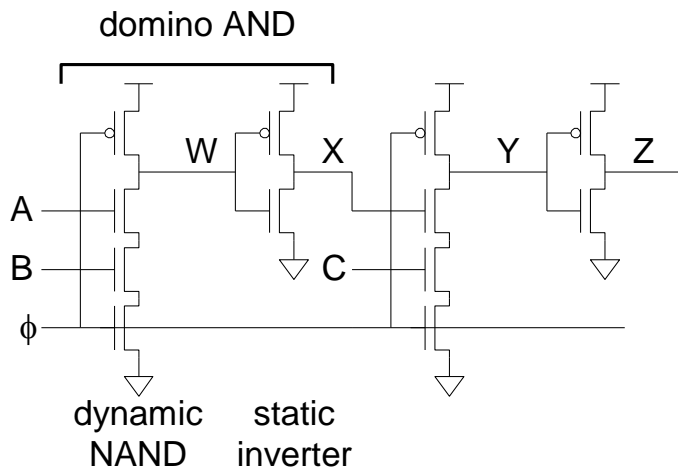 domino AND
W
X
Y
Z
A
B
C
ϕ
dynamic
NAND
static
inverter